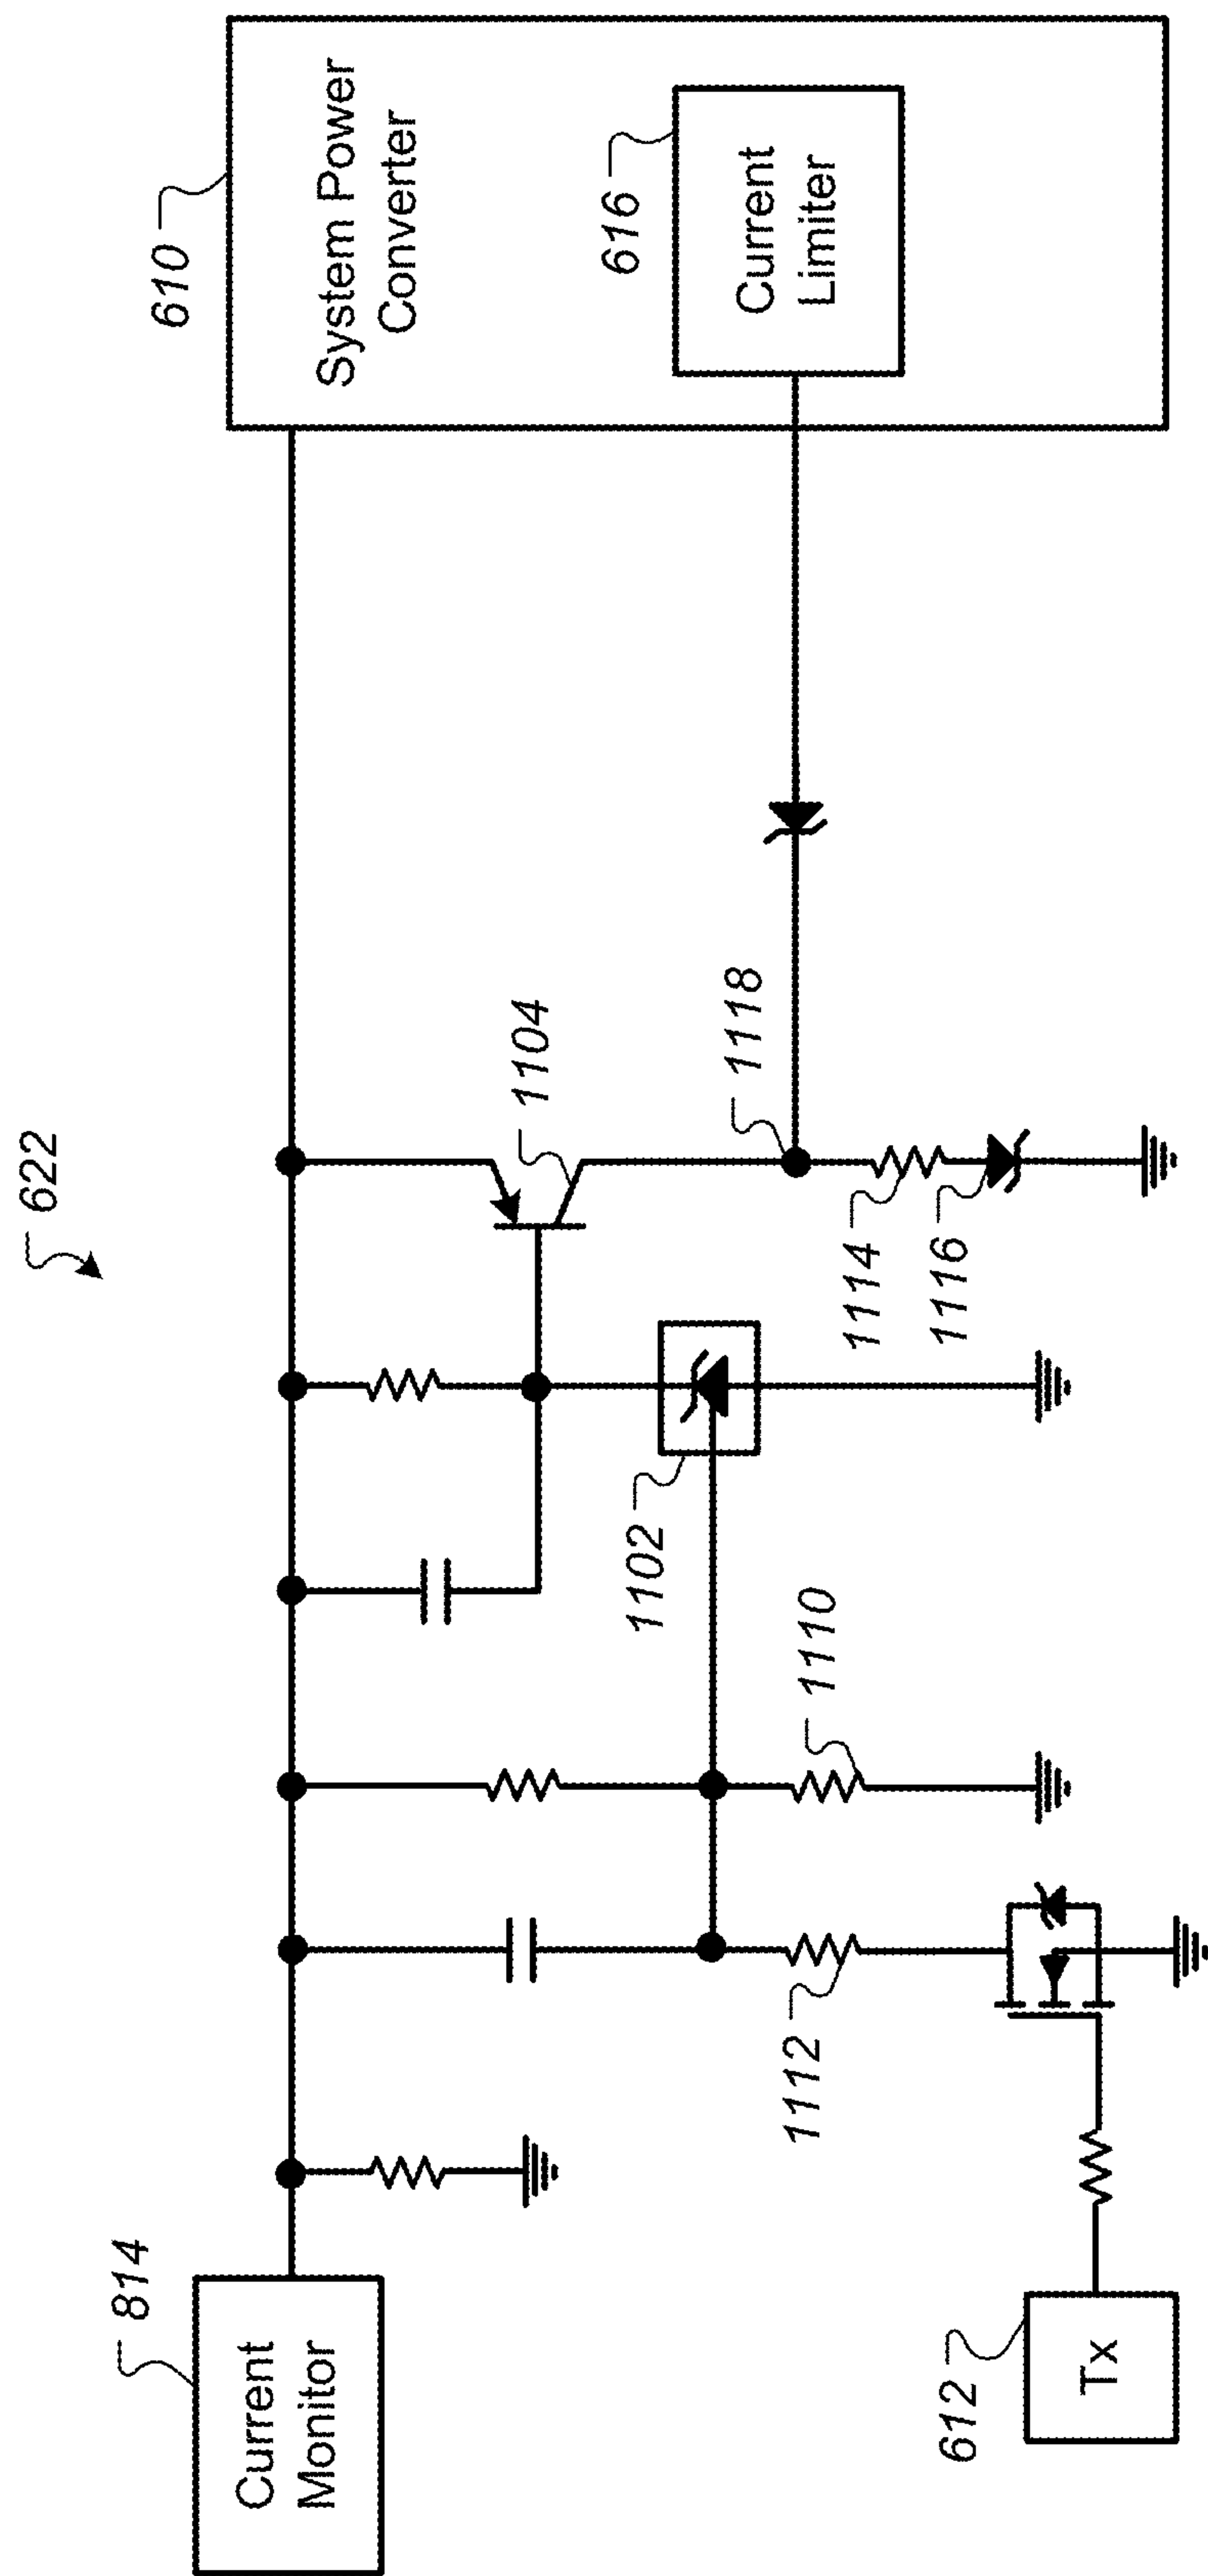 622
814
Current
Monitor
610
System Power
Converter
616
Current
Limiter
1104
1118
1102
1114
1116
1110
1112
612
Tx